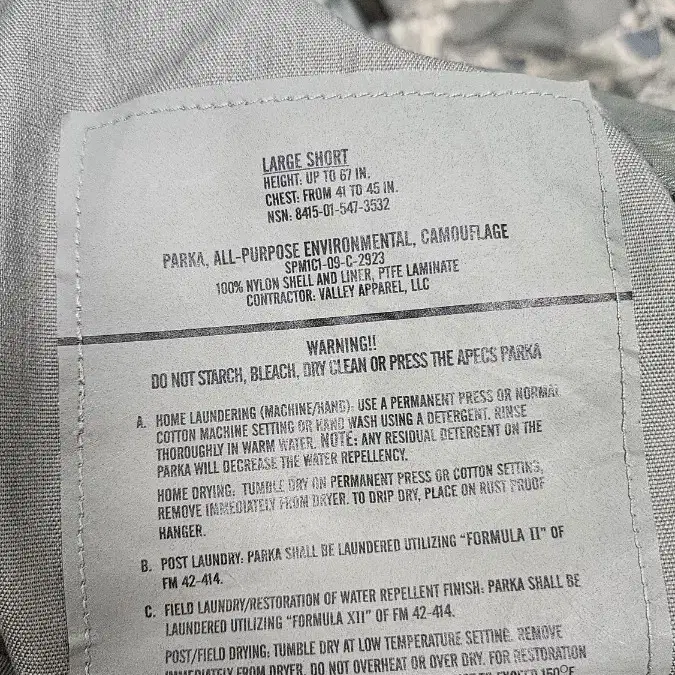 LARGE SHORT
HEIGHT: UP TO 67 IN.
CHEST: FROM 41 TO 45 IN.
NSN: 8415-01-547-3532
PARKA, ALL-PURPOSE ENVIRONMENTAL, CAMOUFLAGE
SPM1C1-09-C-2923
100% NYLON SHELL AND LINER, PTFE LAMINATE
CONTRACTOR: VALLEY APPAREL, LLC
WARNING!!
DO NOT STARCH, BLEACH, DRY CLEAN OR PRESS THE APECS PARKA
A. HOME LAUNDERING (MACHINE/HAND): USE A PERMANENT PRESS OR NORMAL
COTTON MACHINE SETTING OR HAND WASH USING A DETERGENT. RINSE
THOROUGHLY IN WARM WATER. NOTE: ANY RESIDUAL DETERGENT ON THE
PARKA WILL DECREASE THE WATER REPELLENCY.
HOME DRYING: TUMBLE DRY ON PERMANENT PRESS OR COTTON SETTING,
REMOVE IMMEDIATELY FROM DRYER. TO DRIP DRY, PLACE ON RUST PROOF
HANGER.
B. POST LAUNDRY: PARKA SHALL BE LAUNDERED UTILIZING "FORMULA II" OF
FM 42-414.
C. FIELD LAUNDRY/RESTORATION OF WATER REPELLENT FINISH: PARKA SHALL BE
LAUNDERED UTILIZING "FORMULA XII" OF FM 42-414.
POST/FIELD DRYING: TUMBLE DRY AT LOW TEMPERATURE SETTING. REMOVE
IMMEDIATELY FROM DRYER. DO NOT OVERHEAT OR OVER DRY. FOR RESTORATION
TO EXCEED 150°F